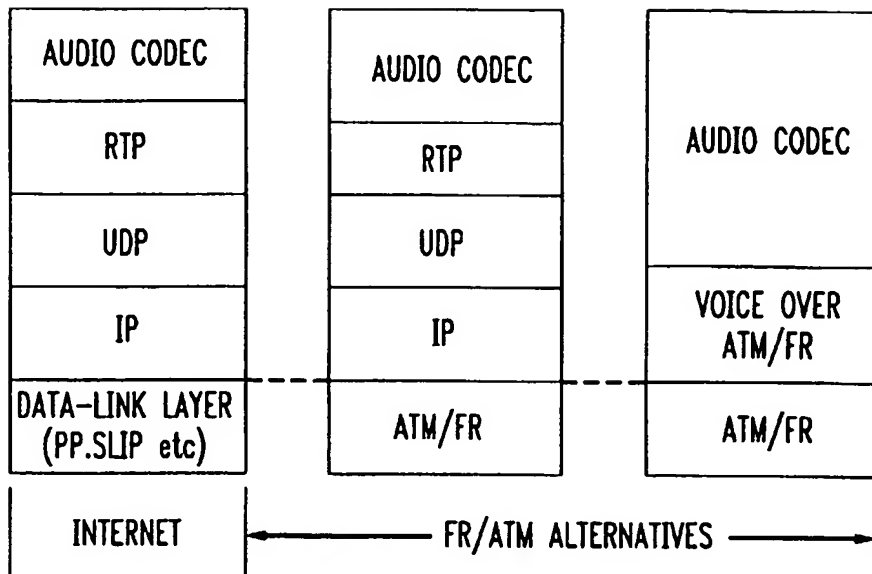 AUDIO CODEC
RTP
UDP
IP
DATA-LINK LAYER
(PP.SLIP etc)
INTERNET
AUDIO CODEC
RTP
UDP
IP
ATM/FR
AUDIO CODEC
VOICE OVER
ATM/FR
ATM/FR
FR/ATM ALTERNATIVES